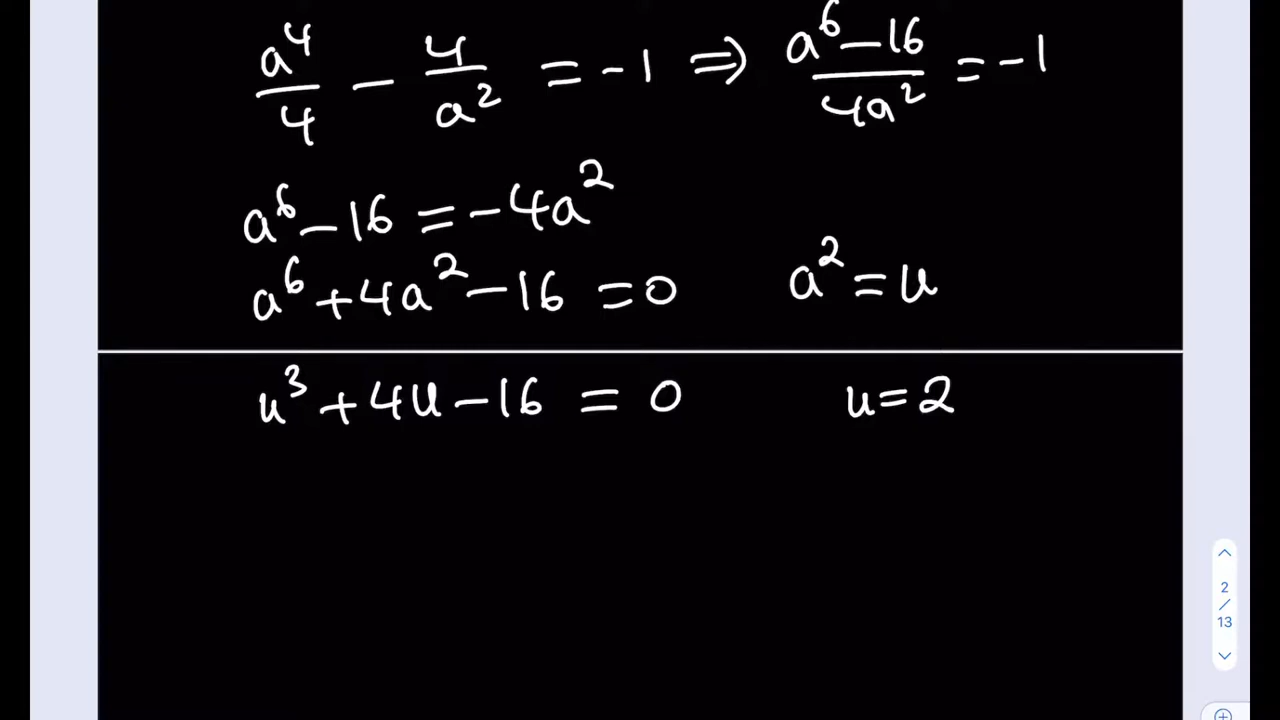 a⁴/4 − 4/a² = −1 ⇒ (a⁶−16)/(4a²) = −1
a⁶−16 = −4a²
a⁶+4a²−16 = 0 a² = u
u³+4u−16 = 0 u=2
2
/
13